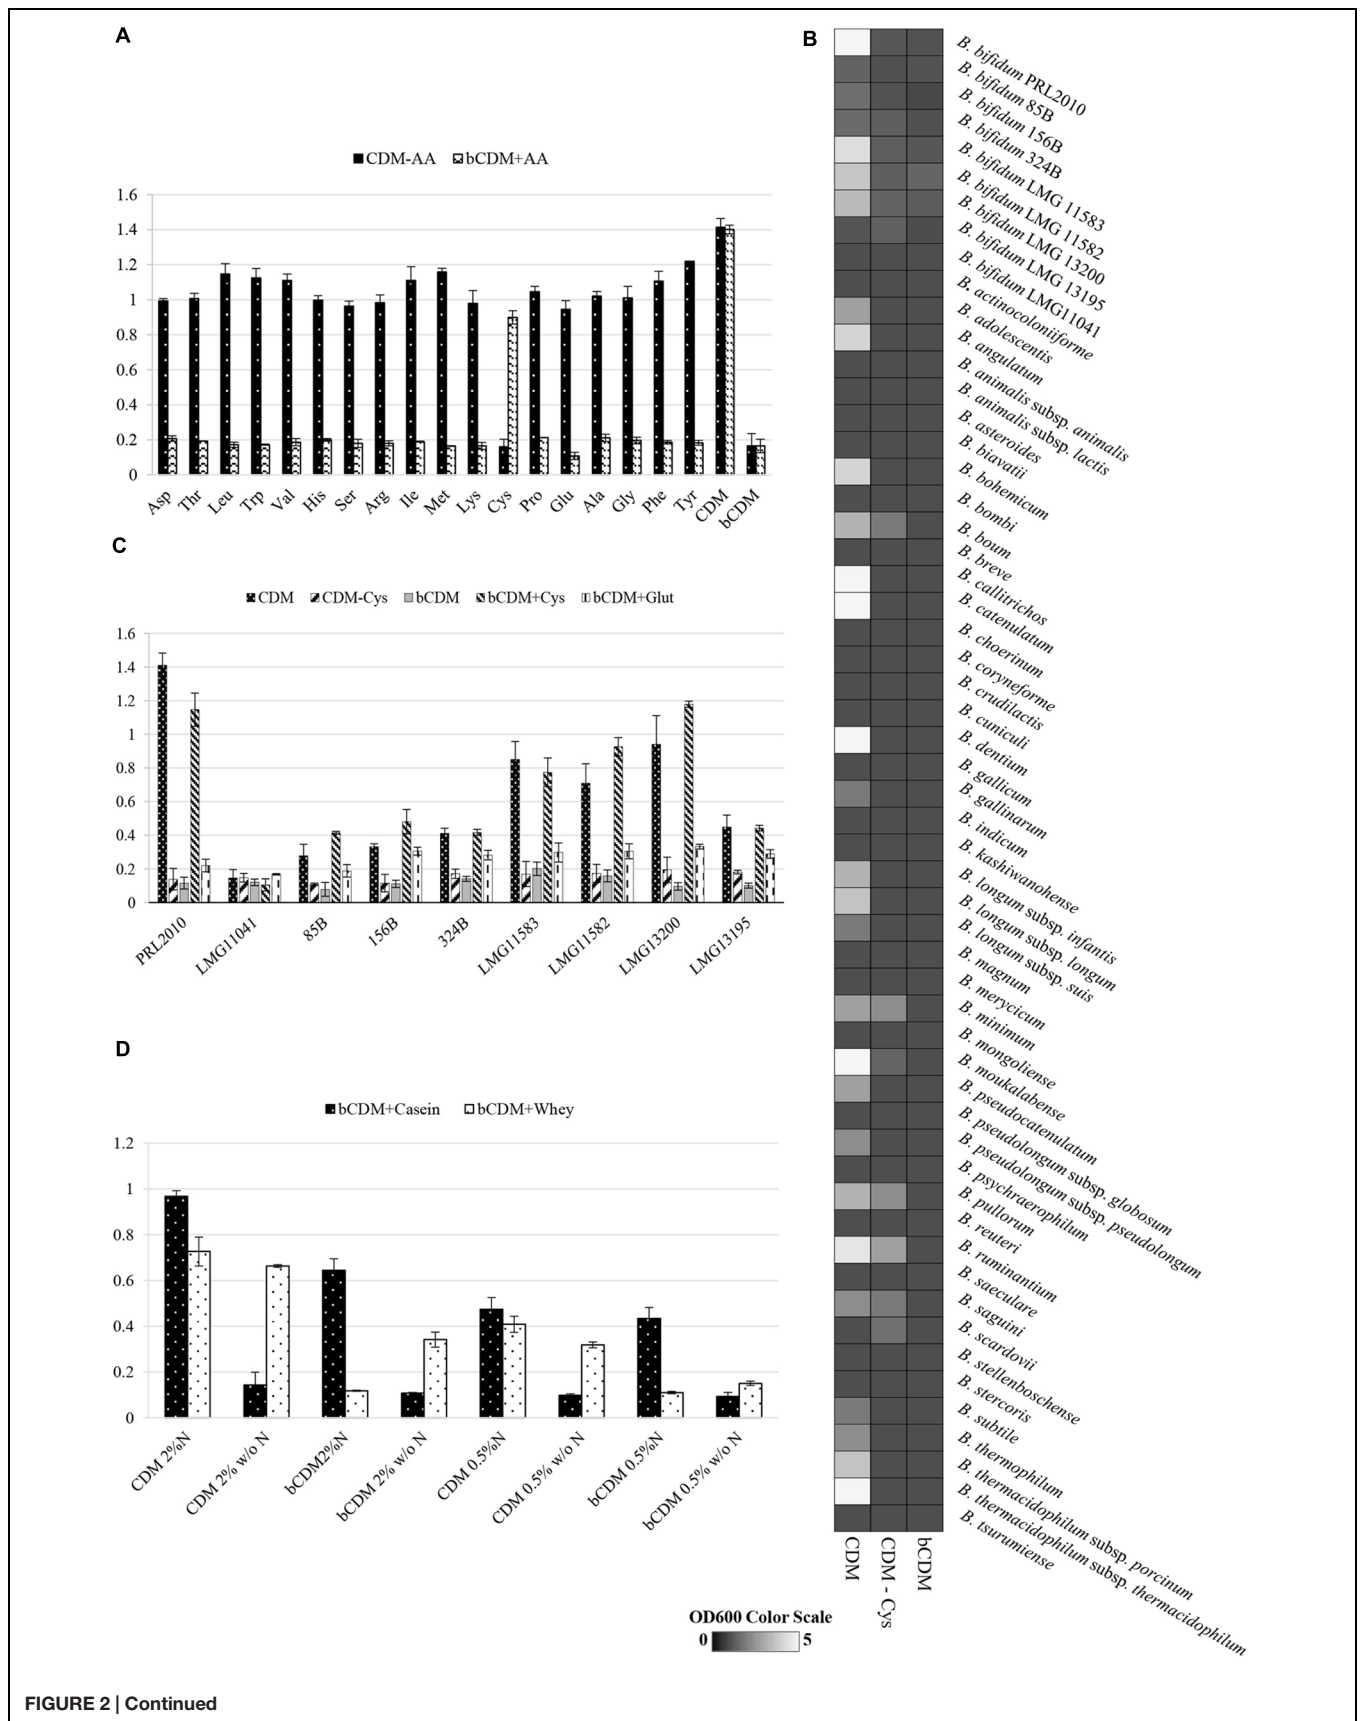 A
CDM-AA bCDM+AA
1.6
1.4
1.2
1
0.8
0.6
0.4
0.2
0
Asp Thr Leu Trp Val His Ser Arg Ile Met Lys Cys Pro Glu Ala Gly Phe Tyr CDM bCDM
C
CDM CDM-Cys bCDM bCDM+Cys bCDM+Glut
1.6
1.4
1.2
1
0.8
0.6
0.4
0.2
0
PRL2010 LMG11041 85B 156B 324B LMG11583 LMG11582 LMG13200 LMG13195
D
bCDM+Casein bCDM+Whey
1.2
1
0.8
0.6
0.4
0.2
0
CDM 2%N CDM 2% w/o N bCDM2%N bCDM 2% w/o N CDM 0.5%N CDM 0.5% w/o N bCDM 0.5%N bCDM 0.5% w/o N
B
B. bifidum PRL2010
B. bifidum 85B
B. bifidum 156B
B. bifidum 324B
B. bifidum LMG 11583
B. bifidum LMG 11582
B. bifidum LMG 13200
B. bifidum LMG 13195
B. bifidum LMG11041
B. actinocoloniiforme
B. adolescentis
B. angulatum
B. animalis subsp. animalis
B. animalis subsp. lactis
B. asteroides
B. biavatii
B. bohemicum
B. bombi
B. boum
B. breve
B. callitrichos
B. catenulatum
B. choerinum
B. coryneforme
B. crudilactis
B. cuniculi
B. dentium
B. gallicum
B. gallinarum
B. indicum
B. kashiwanohense
B. longum subsp. infantis
B. longum subsp. longum
B. longum subsp. suis
B. magnum
B. merycicum
B. minimum
B. mongoliense
B. moukalabense
B. pseudocatenulatum
B. pseudolongum subsp. globosum
B. pseudolongum subsp. pseudolongum
B. psychraerophilum
B. pullorum
B. reuteri
B. ruminantium
B. saeculare
B. saguini
B. scardovii
B. stellenboschense
B. stercoris
B. subtile
B. thermophilum
B. thermacidophilum subsp. porcinum
B. thermacidophilum subsp. thermacidophilum
B. tsurumiense
CDM CDM - Cys bCDM
OD600 Color Scale
0 5
FIGURE 2 | Continued